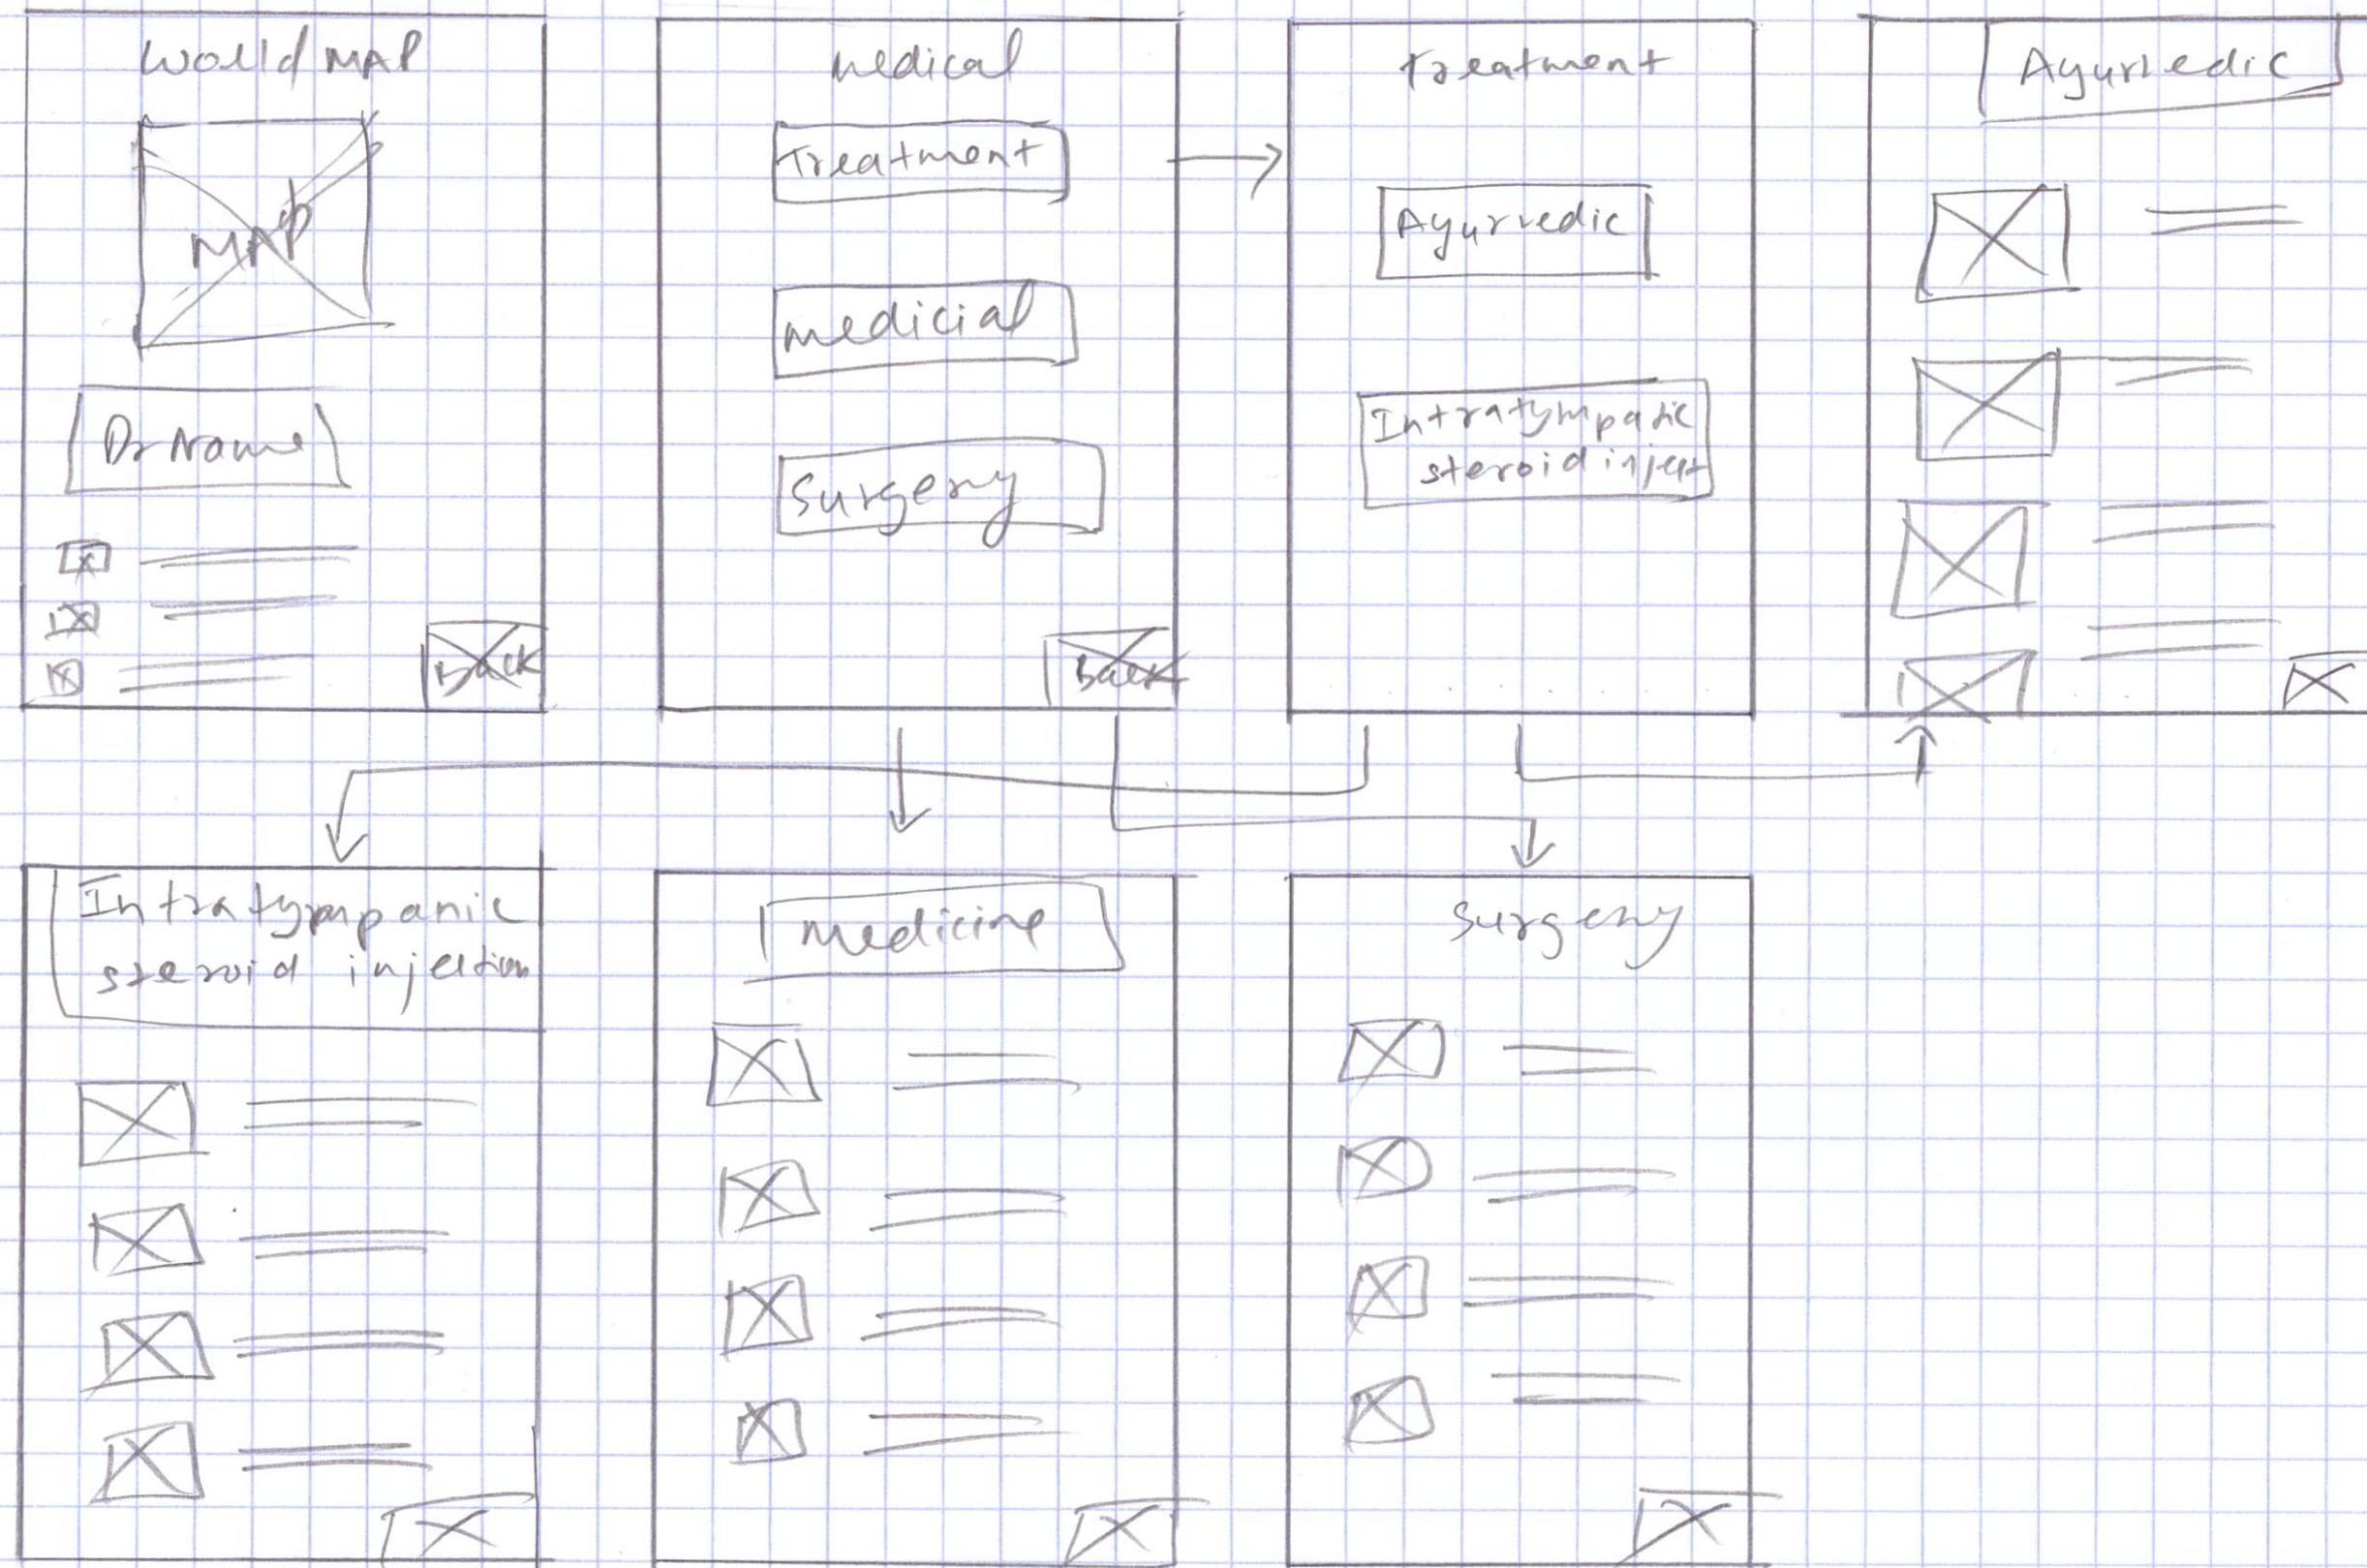 World MAP
MAP
Dr Name
Back
Medical
Treatment
medicial
Surgery
Back
Treatment
Ayurvedic
Intratympatic
steroid inject
Ayurvedic
Intratympanic
steroid injection
medicine
Surgery